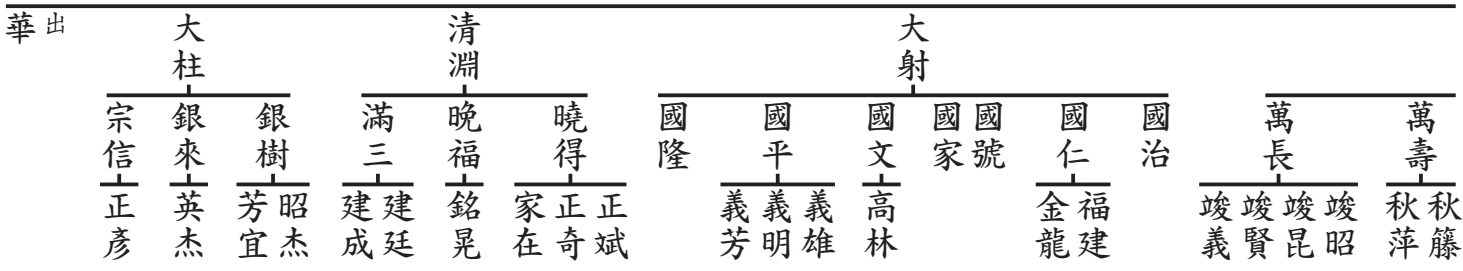 大射
清淵
大柱
出
華
萬壽
萬長
國治
國仁
國號
國家
國文
國平
國隆
曉得
晚福
滿三
銀樹
銀來
宗信
秋籐
秋萍
竣昭
竣昆
竣賢
竣義
福建
金龍
高林
義雄
義明
義芳
正斌
正奇
家在
銘晃
建廷
建成
昭杰
芳宜
英杰
正彥